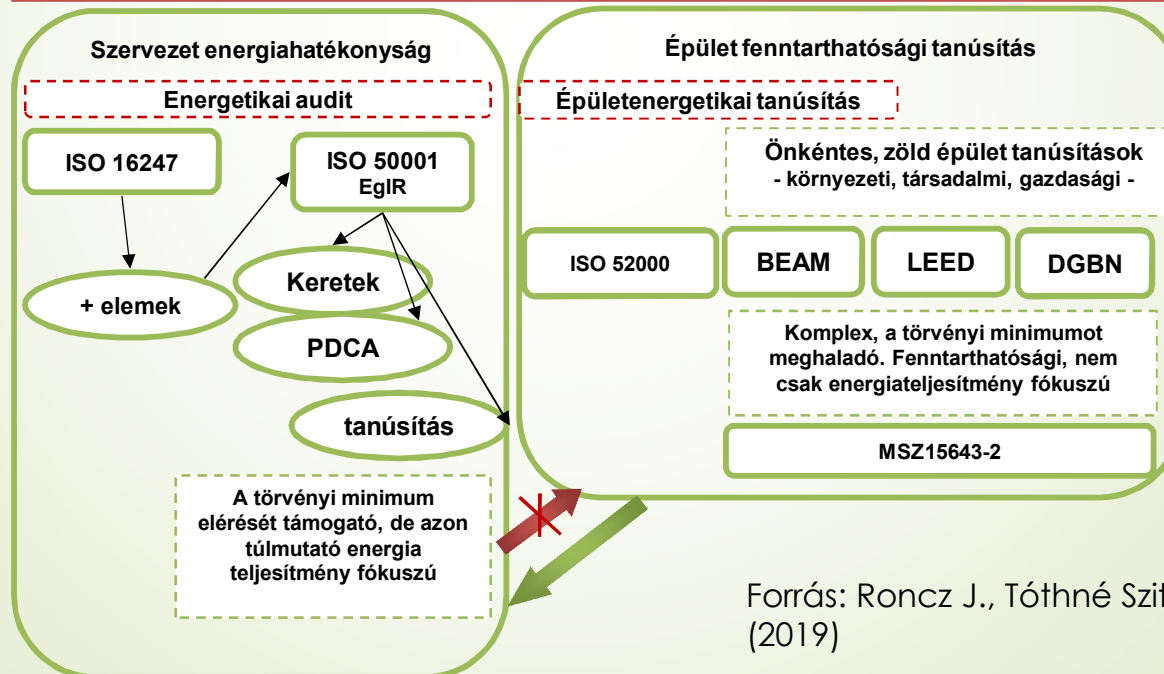 Szervezet energiahatékonyság
Energetikai audit
ISO 16247
ISO 50001
EgIR
+ elemek
Keretek
PDCA
tanúsítás
A törvényi minimum
elérését támogató, de azon
túlmutató energia
teljesítmény fókuszú
Épület fenntarthatósági tanúsítás
Épületenergetikai tanúsítás
Önkéntes, zöld épület tanúsítások
- környezeti, társadalmi, gazdasági -
ISO 52000
BEAM
LEED
DGBN
Komplex, a törvényi minimumot
meghaladó. Fenntarthatósági, nem
csak energiateljesítmény fókuszú
MSZ15643-2
Forrás: Roncz J., Tóthné
(2019)